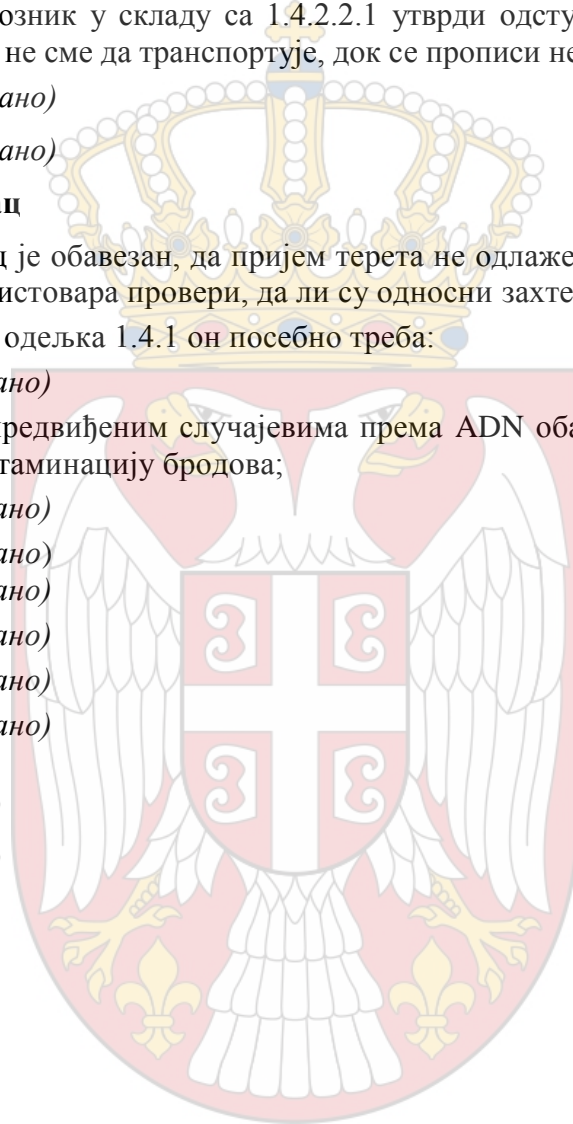 озник у складу са 1.4.2.2.1 утврди одсту
не сме да транспортује, док се прописи не
ано)
ано)
ац
ц је обавезан, да пријем терета не одлаже
истовара провери, да ли су односни захте
одељка 1.4.1 он посебно треба:
ано)
предвиђеним случајевима према ADN оба
таминацију бродова;
ано)
ано)
ано)
ано)
ано)
ано)